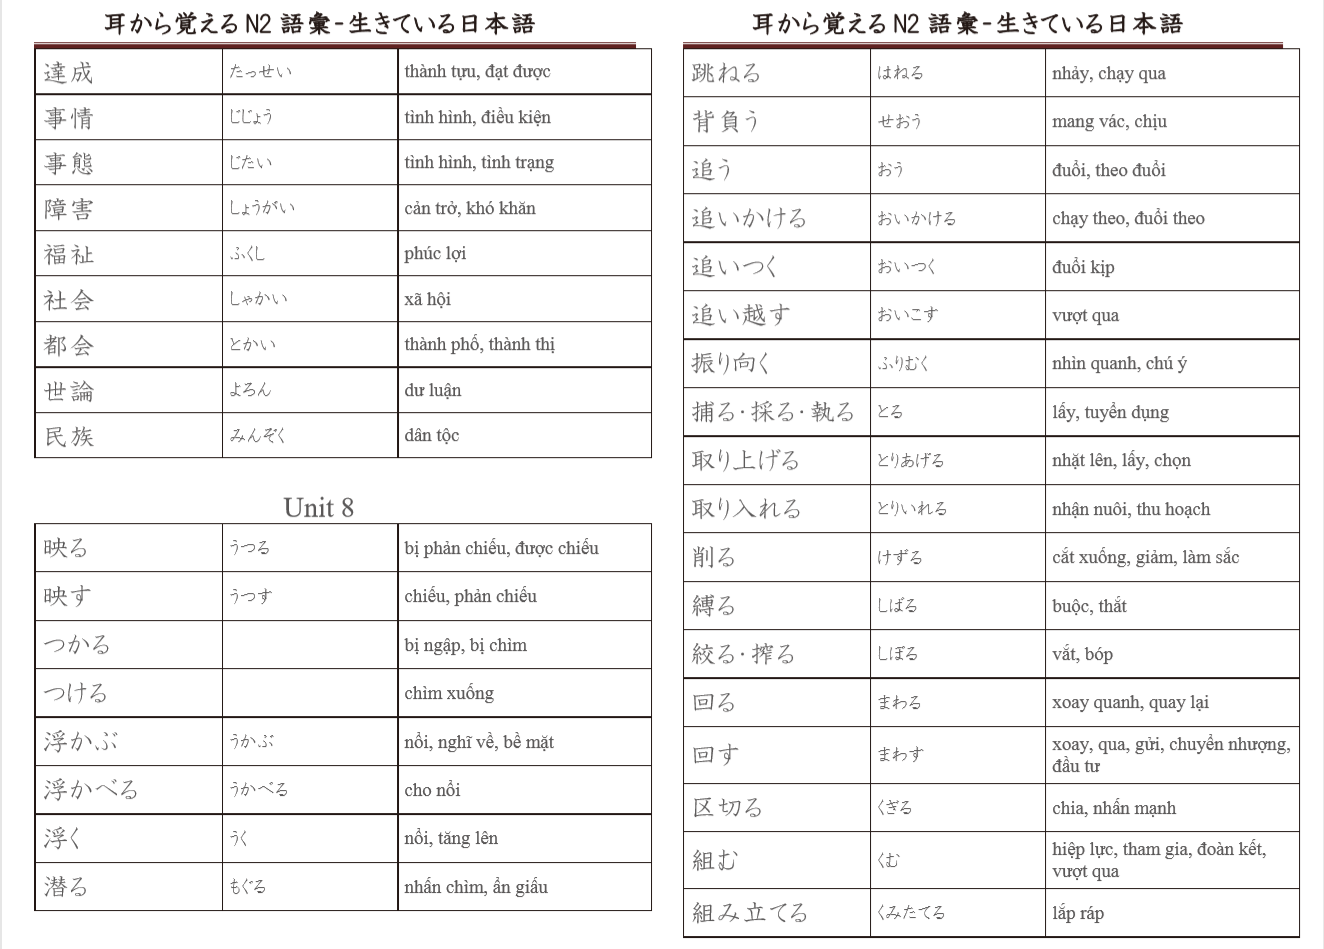 耳から覚えるN2語彙-生きている日本語
達成 たっせい thành tựu, đạt được
事情 じじょう tình hình, điều kiện
事態 じたい tình hình, tình trạng
障害 しょうがい cản trở, khó khăn
福祉 ふくし phúc lợi
社会 しゃかい xã hội
都会 とかい thành phố, thành thị
世論 よろん dư luận
民族 みんぞく dân tộc
Unit 8
映る うつる bị phản chiếu, được chiếu
映す うつす chiếu, phản chiếu
つかる bị ngập, bị chìm
つける chìm xuống
浮かぶ うかぶ nổi, nghĩ về, bề mặt
浮かべる うかべる cho nổi
浮く うく nổi, tăng lên
潜る もぐる nhấn chìm, ẩn giấu
耳から覚えるN2語彙-生きている日本語
跳ねる はねる nhảy, chạy qua
背負う せおう mang vác, chịu
追う おう đuổi, theo đuổi
追いかける おいかける chạy theo, đuổi theo
追いつく おいつく đuổi kịp
追い越す おいこす vượt qua
振り向く ふりむく nhìn quanh, chú ý
捕る·採る·執る とる lấy, tuyển dụng
取り上げる とりあげる nhặt lên, lấy, chọn
取り入れる とりいれる nhận nuôi, thu hoạch
削る けずる cắt xuống, giảm, làm sắc
縛る しばる buộc, thắt
絞る·搾る しぼる vắt, bóp
回る まわる xoay quanh, quay lại
回す まわす xoay, qua, gửi, chuyển nhượng,
đầu tư
区切る くぎる chia, nhấn mạnh
組む くむ hiệp lực, tham gia, đoàn kết,
vượt qua
組み立てる くみたてる lắp ráp